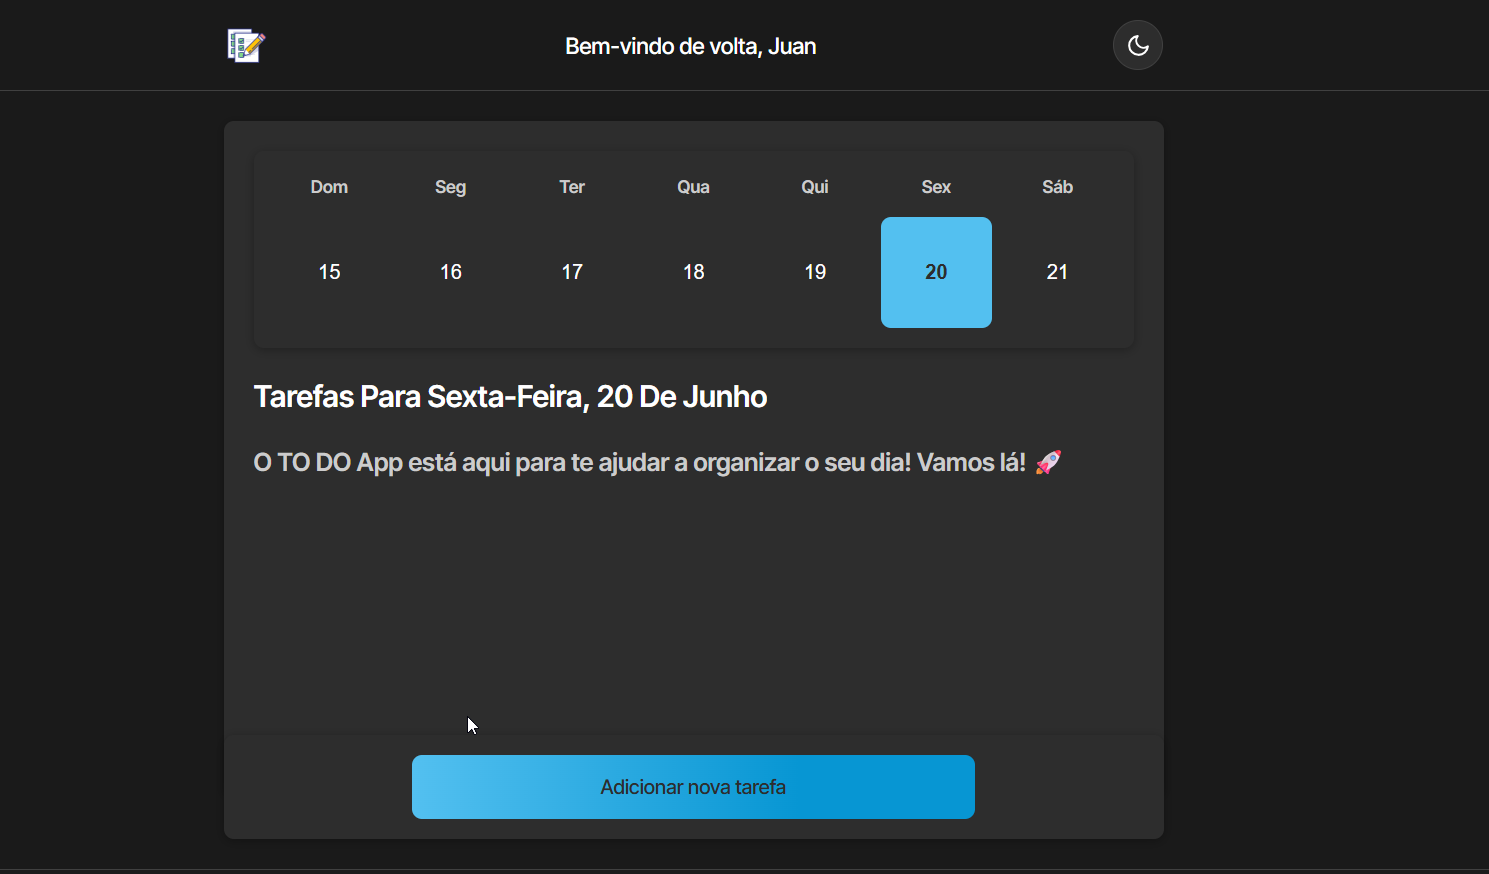 Bem-vindo de volta, Juan
Dom Seg Ter Qua Qui Sex Sáb
15 16 17 18 19 20 21
Tarefas Para Sexta-Feira, 20 De Junho
O TO DO App está aqui para te ajudar a organizar o seu dia! Vamos lá! 🚀
Adicionar nova tarefa